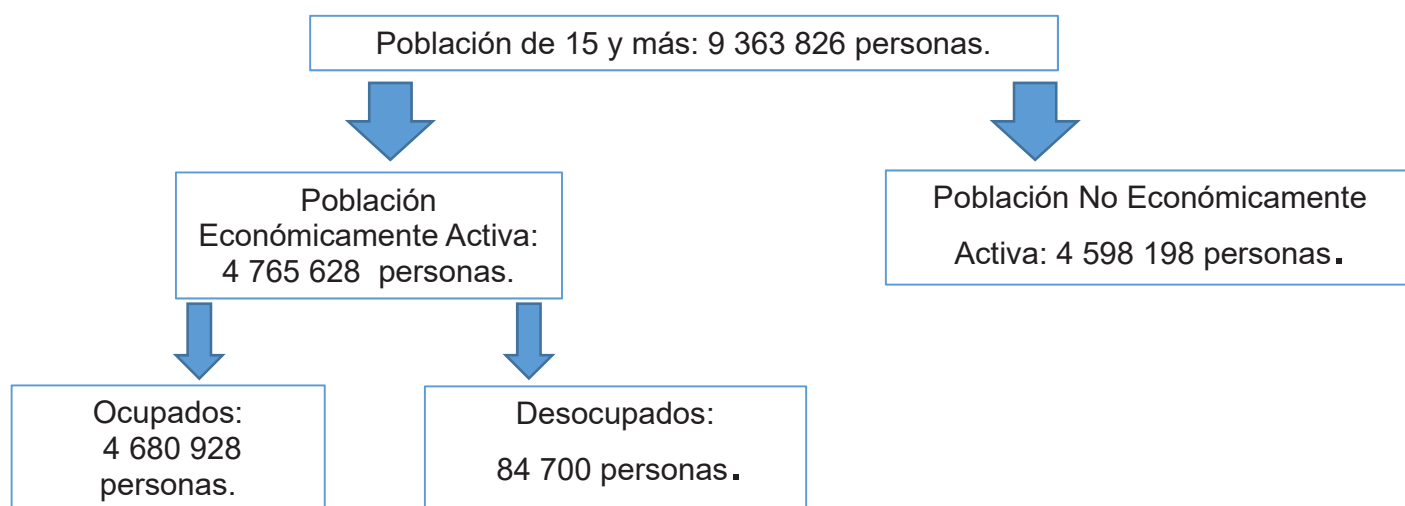 Población de 15 y más: 9 363 826 personas.
Población
Económicamente Activa:
4 765 628 personas.
Población No Económicamente
Activa: 4 598 198 personas.
Ocupados:
4 680 928
personas.
Desocupados:
84 700 personas.